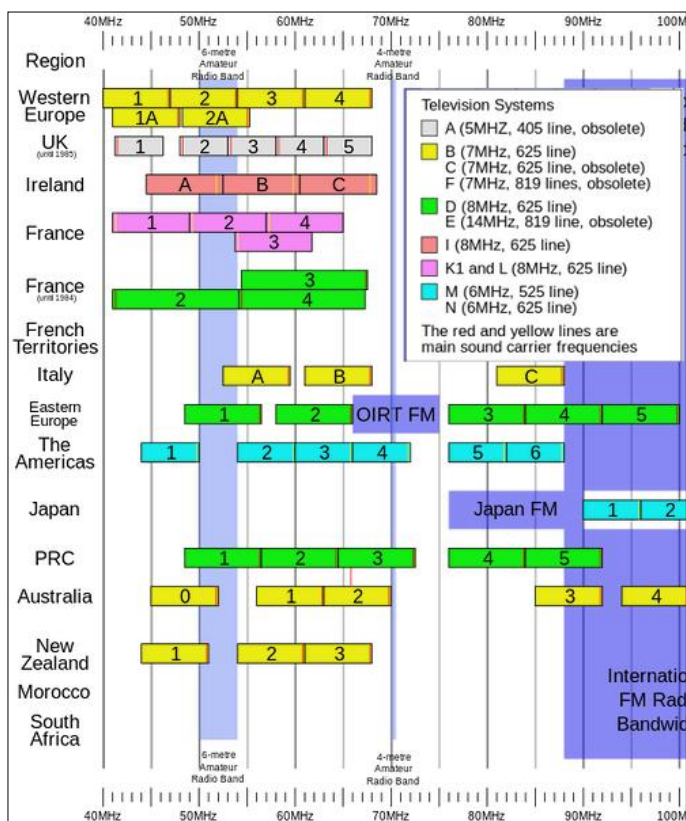 40MHz 50MHz 60MHz 70MHz 80MHz 90MHz 100M
6-metre
Amateur
Radio Band
4-metre
Amateur
Radio Band
Region
Western
Europe
1 2 3 4
1A 2A
UK
(until 1985)
1 2 3 4 5
Ireland
A B C
France
1 2 4
3
France
(until 1984)
3
2 4
French
Territories
Italy
A B C
Eastern
Europe
1 2 OIRT FM 3 4 5
The
Americas
1 2 3 4 5 6
Japan
Japan FM 1 2
PRC
1 2 3 4 5
Australia
0 1 2 3 4
New
Zealand
1 2 3
Morocco
South
Africa
Television Systems
A (5MHZ, 405 line, obsolete)
B (7MHz, 625 line)
C (7MHz, 625 line, obsolete)
F (7MHz, 819 lines, obsolete)
D (8MHz, 625 line)
E (14MHz, 819 line, obsolete)
I (8MHz, 625 line)
K1 and L (8MHz, 625 line)
M (6MHz, 525 line)
N (6MHz, 625 line)
The red and yellow lines are
main sound carrier frequencies
Internatio
FM Rad
Bandwid
6-metre
Amateur
Radio Band
4-metre
Amateur
Radio Band
40MHz 50MHz 60MHz 70MHz 80MHz 90MHz 100M